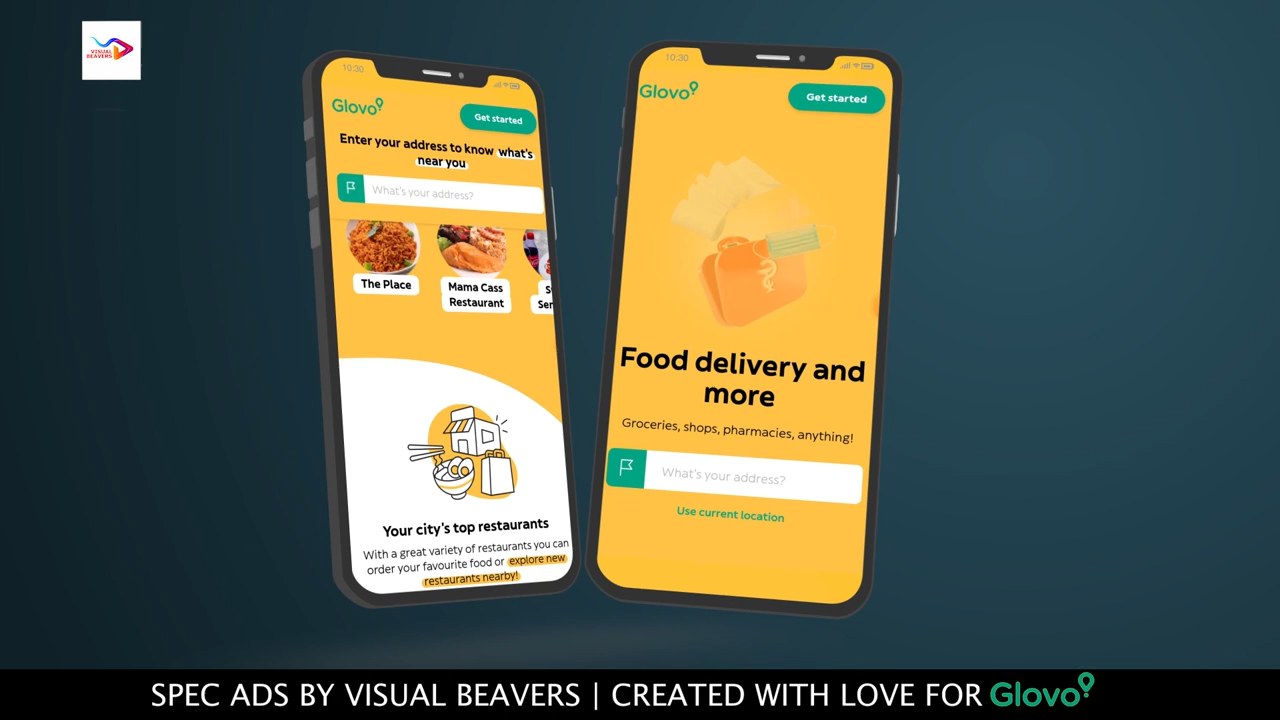 VISUAL
BEAVERS
10:30
Glovo
Get started
Enter your address to know what's
near you
What's your address?
The Place
Mama Cass
Restaurant
S
Ser
Your city's top restaurants
With a great variety of restaurants you can
order your favourite food or explore new
restaurants nearby!
10:30
Glovo
Get started
Food delivery and
more
Groceries, shops, pharmacies, anything!
What's your address?
Use current location
SPEC ADS BY VISUAL BEAVERS | CREATED WITH LOVE FOR Glovo